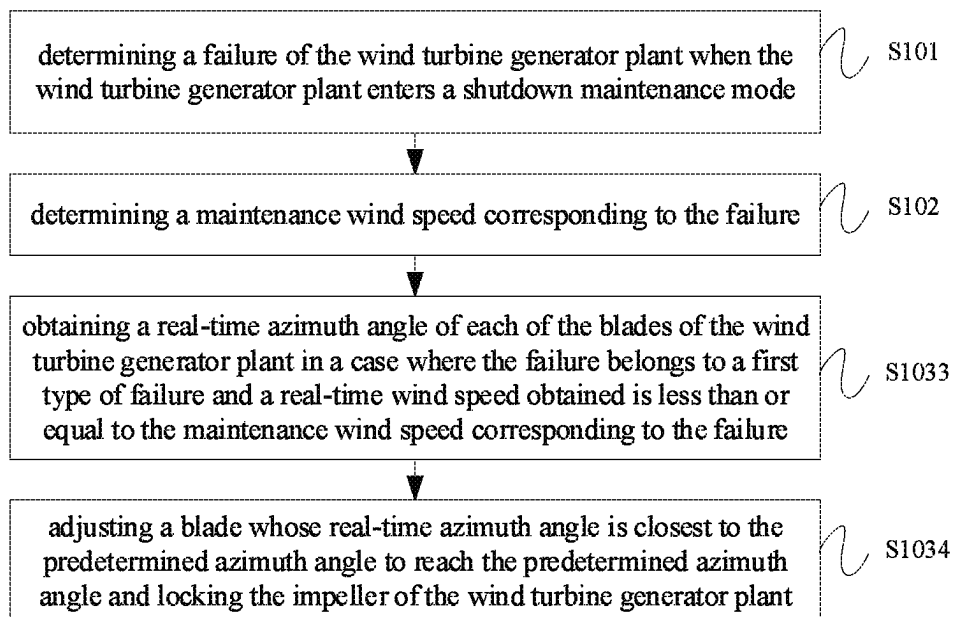 determining a failure of the wind turbine generator plant when the
wind turbine generator plant enters a shutdown maintenance mode
S101
determining a maintenance wind speed corresponding to the failure
S102
obtaining a real-time azimuth angle of each of the blades of the wind
turbine generator plant in a case where the failure belongs to a first
type of failure and a real-time wind speed obtained is less than or
equal to the maintenance wind speed corresponding to the failure
S1033
adjusting a blade whose real-time azimuth angle is closest to the
predetermined azimuth angle to reach the predetermined azimuth
angle and locking the impeller of the wind turbine generator plant
S1034